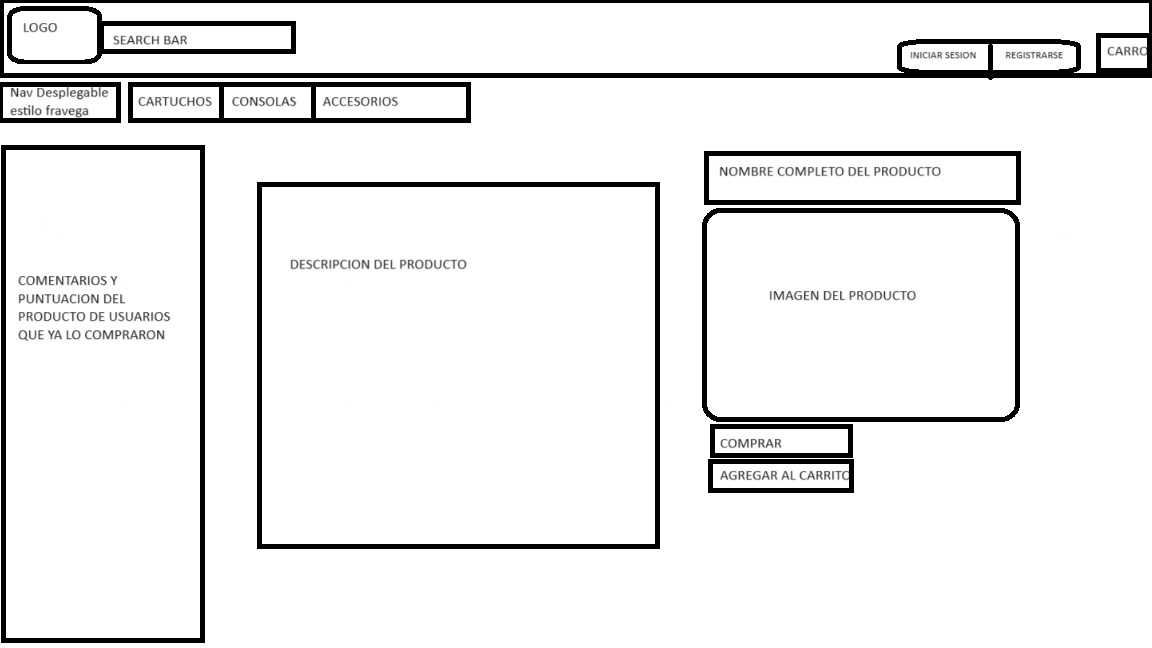 LOGO
SEARCH BAR
INICIAR SESION
REGISTRARSE
CARRO
Nav Desplegable
estilo fravega
CARTUCHOS
CONSOLAS
ACCESORIOS
COMENTARIOS Y
PUNTUACION DEL
PRODUCTO DE USUARIOS
QUE YA LO COMPRARON
DESCRIPCION DEL PRODUCTO
NOMBRE COMPLETO DEL PRODUCTO
IMAGEN DEL PRODUCTO
COMPRAR
AGREGAR AL CARRITO